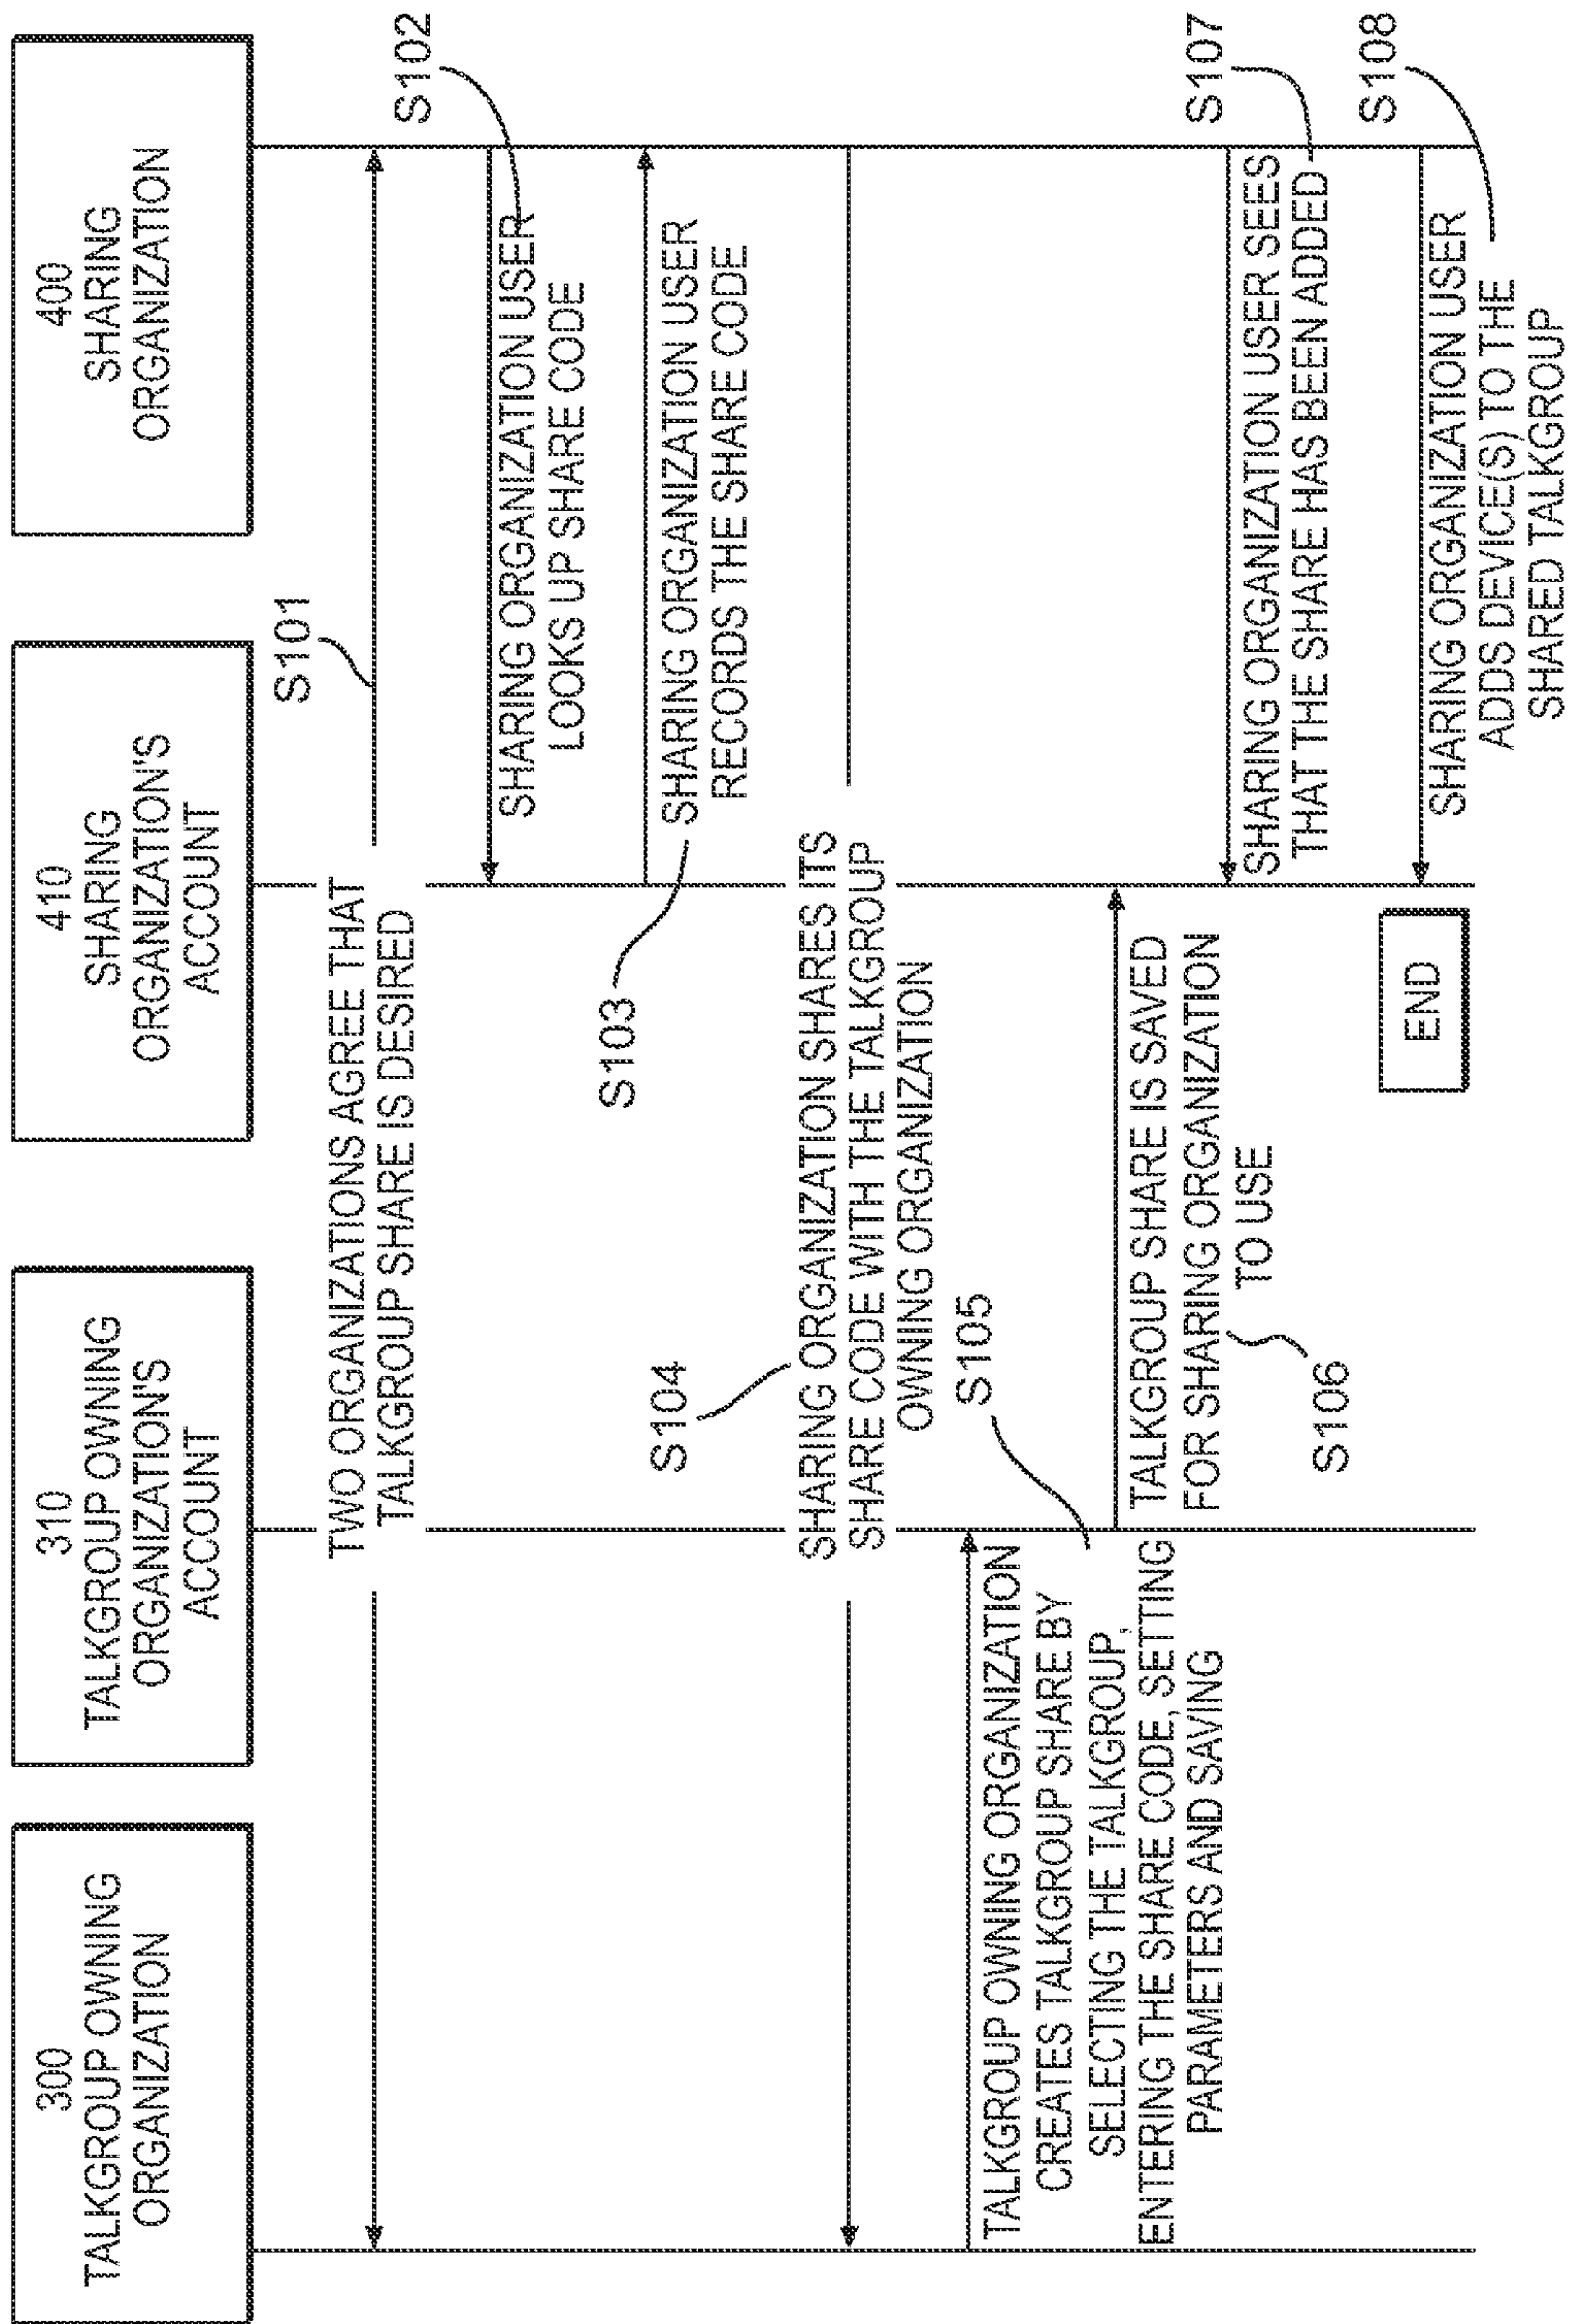 300
TALKGROUP OWNING
ORGANIZATION
310
TALKGROUP OWNING
ORGANIZATION'S
ACCOUNT
410
SHARING
ORGANIZATION'S
ACCOUNT
400
SHARING
ORGANIZATION
S101
TWO ORGANIZATIONS AGREE THAT
TALKGROUP SHARE IS DESIRED
S102
SHARING ORGANIZATION USER
LOOKS UP SHARE CODE
S103
SHARING ORGANIZATION USER
RECORDS THE SHARE CODE
S104
SHARING ORGANIZATION SHARES ITS
SHARE CODE WITH THE TALKGROUP
OWNING ORGANIZATION
S105
TALKGROUP OWNING ORGANIZATION
CREATES TALKGROUP SHARE BY
SELECTING THE TALKGROUP,
ENTERING THE SHARE CODE, SETTING
PARAMETERS AND SAVING
TALKGROUP SHARE IS SAVED
FOR SHARING ORGANIZATION
TO USE
S106
S107
SHARING ORGANIZATION USER SEES
THAT THE SHARE HAS BEEN ADDED
S108
SHARING ORGANIZATION USER
ADDS DEVICE(S) TO THE
SHARED TALKGROUP
END